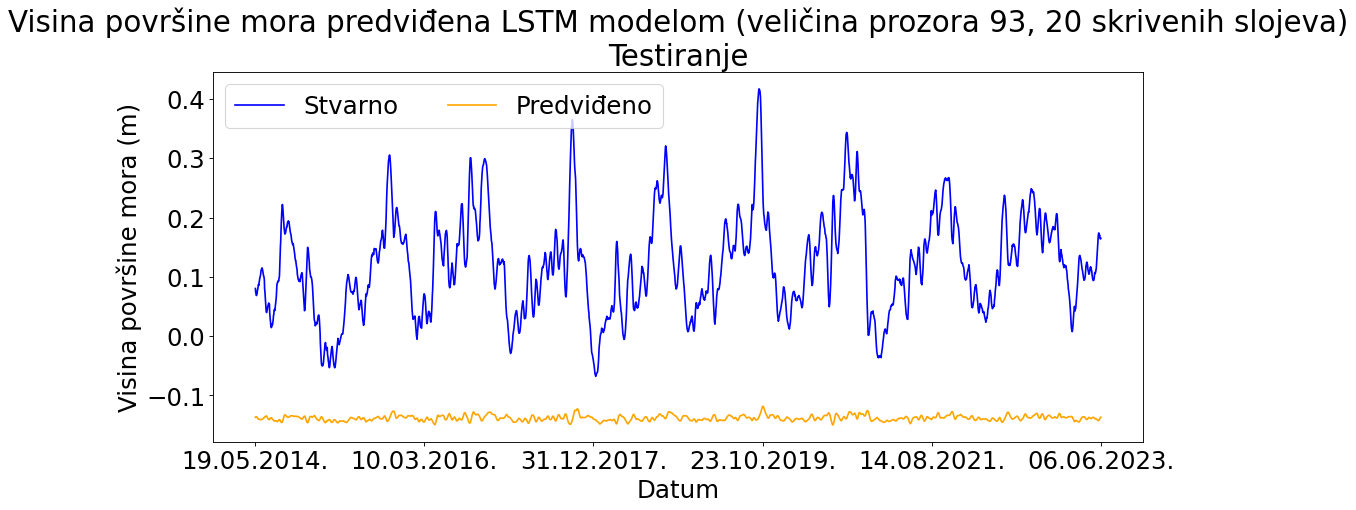 Visina površine mora predviđena LSTM modelom (veličina prozora 93, 20 skrivenih slojeva)
Testiranje
Stvarno Predviđeno
Visina površine mora (m)
0.4
0.3
0.2
0.1
0.0
−0.1
19.05.2014. 10.03.2016. 31.12.2017. 23.10.2019. 14.08.2021. 06.06.2023.
Datum